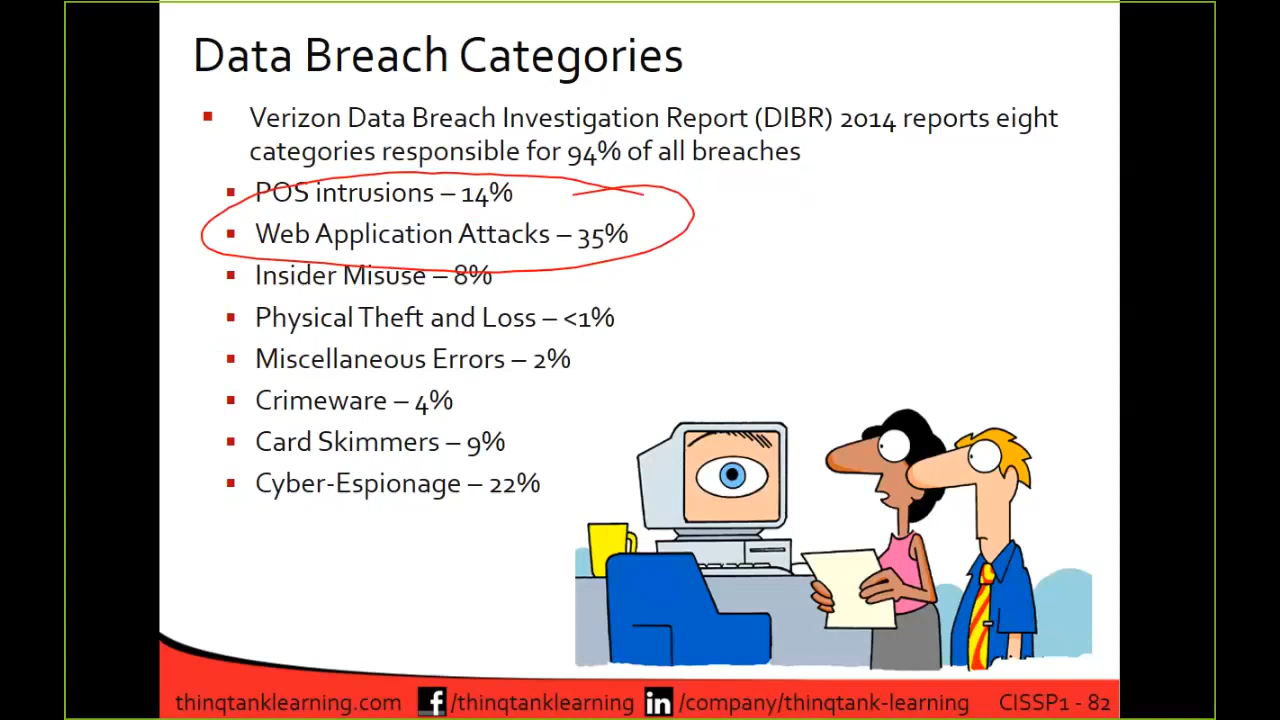 Data Breach Categories
Verizon Data Breach Investigation Report (DIBR) 2014 reports eight
categories responsible for 94% of all breaches
POS intrusions – 14%
Web Application Attacks – 35%
Insider Misuse – 8%
Physical Theft and Loss – <1%
Miscellaneous Errors – 2%
Crimeware – 4%
Card Skimmers – 9%
Cyber-Espionage – 22%
thinqtanklearning.com f /thinqtanklearning in /company/thinqtank-learning CISSP1 - 82